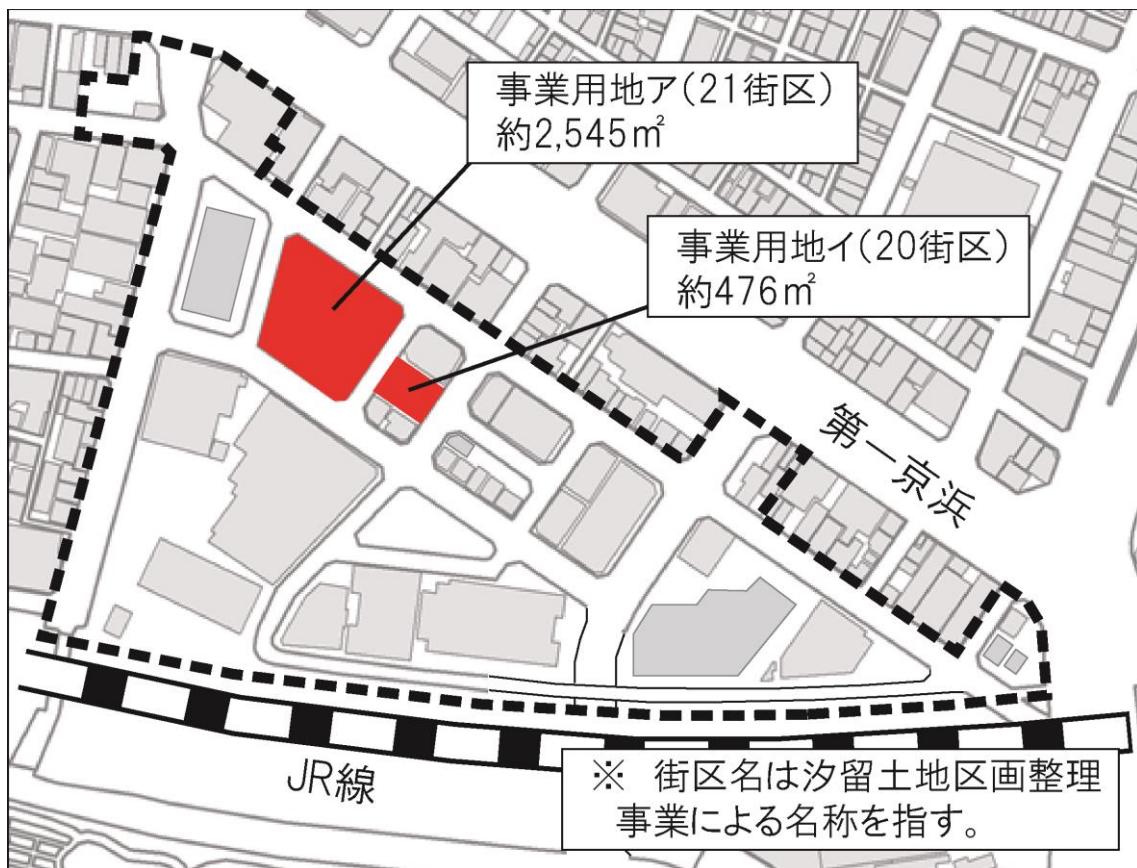 事業用地ア(21街区)
約2,545㎡
事業用地イ(20街区)
約476㎡
第一京浜
JR線
※ 街区名は汐留土地区画整理
事業による名称を指す。